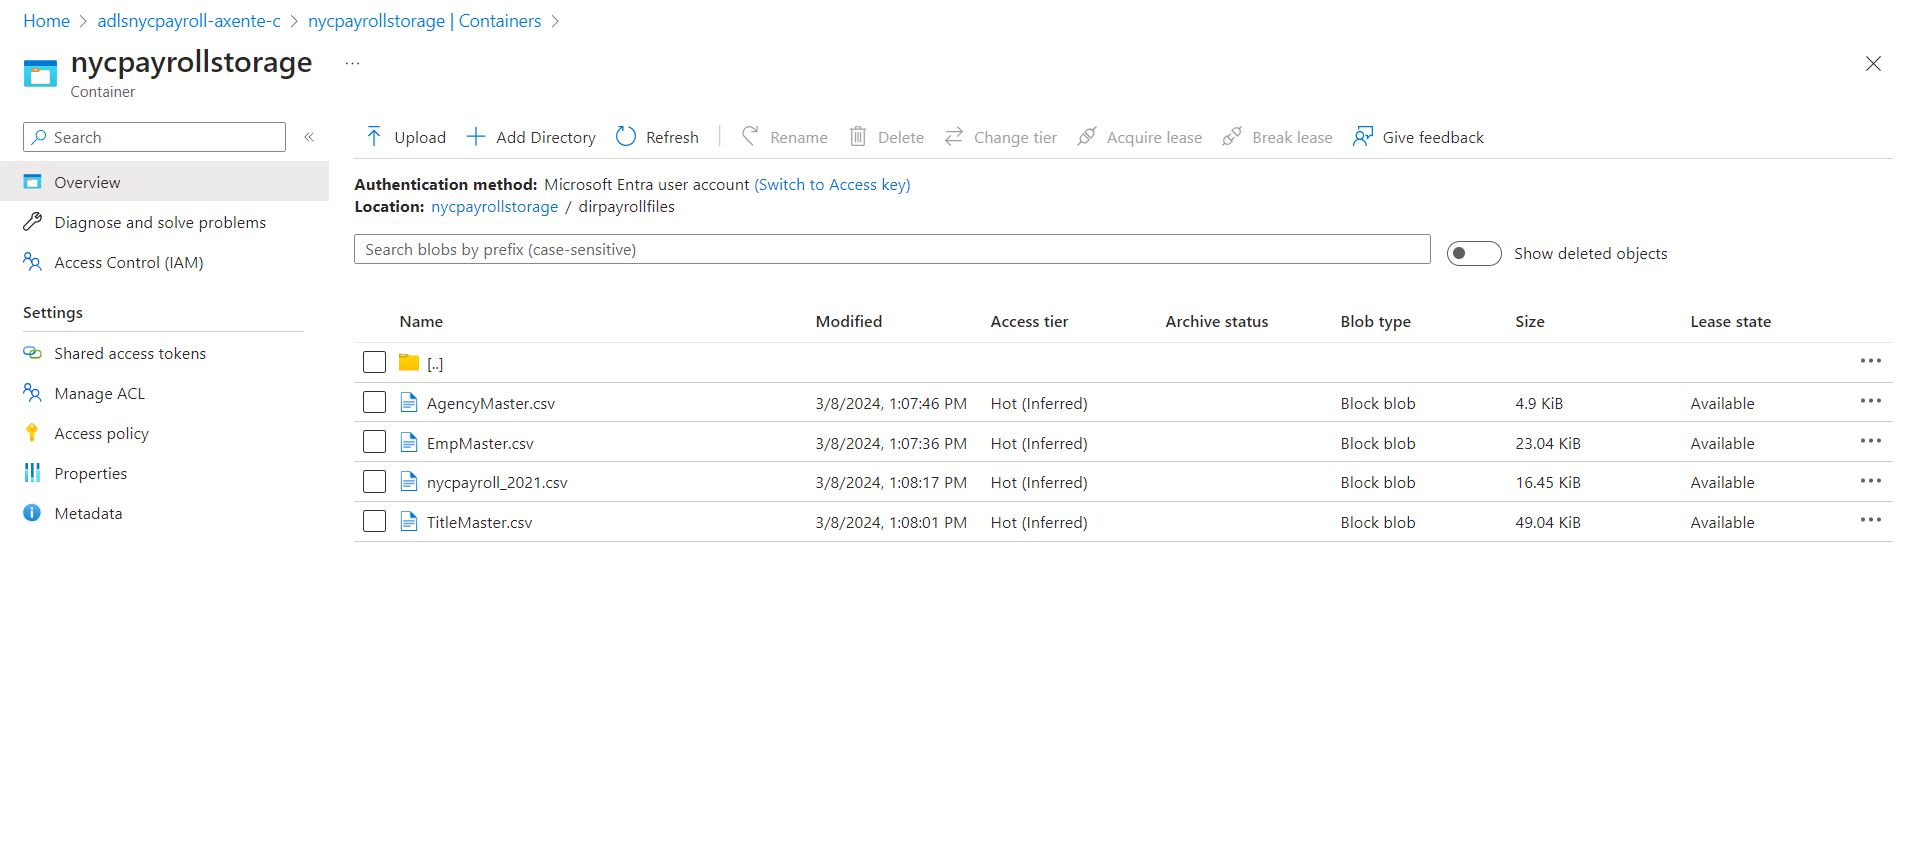 Home > adlsnycpayroll-axente-c > nycpayrollstorage | Containers >
nycpayrollstorage ...
Container
Search «
Upload Add Directory Refresh Rename Delete Change tier Acquire lease Break lease Give feedback
Overview
Diagnose and solve problems
Access Control (IAM)
Settings
Shared access tokens
Manage ACL
Access policy
Properties
Metadata
Authentication method: Microsoft Entra user account (Switch to Access key)
Location: nycpayrollstorage / dirpayrollfiles
Search blobs by prefix (case-sensitive)
Show deleted objects
Name Modified Access tier Archive status Blob type Size Lease state
[..]
AgencyMaster.csv 3/8/2024, 1:07:46 PM Hot (Inferred) Block blob 4.9 KiB Available
EmpMaster.csv 3/8/2024, 1:07:36 PM Hot (Inferred) Block blob 23.04 KiB Available
nycpayroll_2021.csv 3/8/2024, 1:08:17 PM Hot (Inferred) Block blob 16.45 KiB Available
TitleMaster.csv 3/8/2024, 1:08:01 PM Hot (Inferred) Block blob 49.04 KiB Available